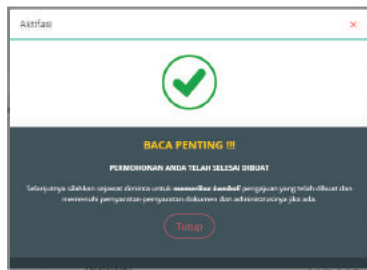 Aktifasi
×
BACA PENTING !!!
PERMOHONAN ANDA TELAH SELESAI DIBUAT
Selanjutnya silahkan sejawat diminta untuk memeriksa kembali pengajuan yang telah dibuat dan
memenuhi persyaratan-persyaratan dokumen dan administrasinya jika ada.
Tutup